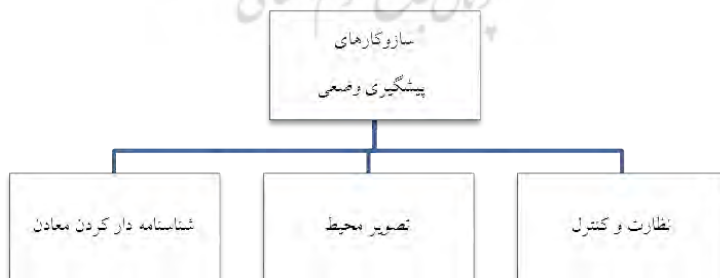 سازوکارهای
پیشگیری وضعی
نظارت و کنترل
تصویر محیط
شناسنامه دار کردن معادن